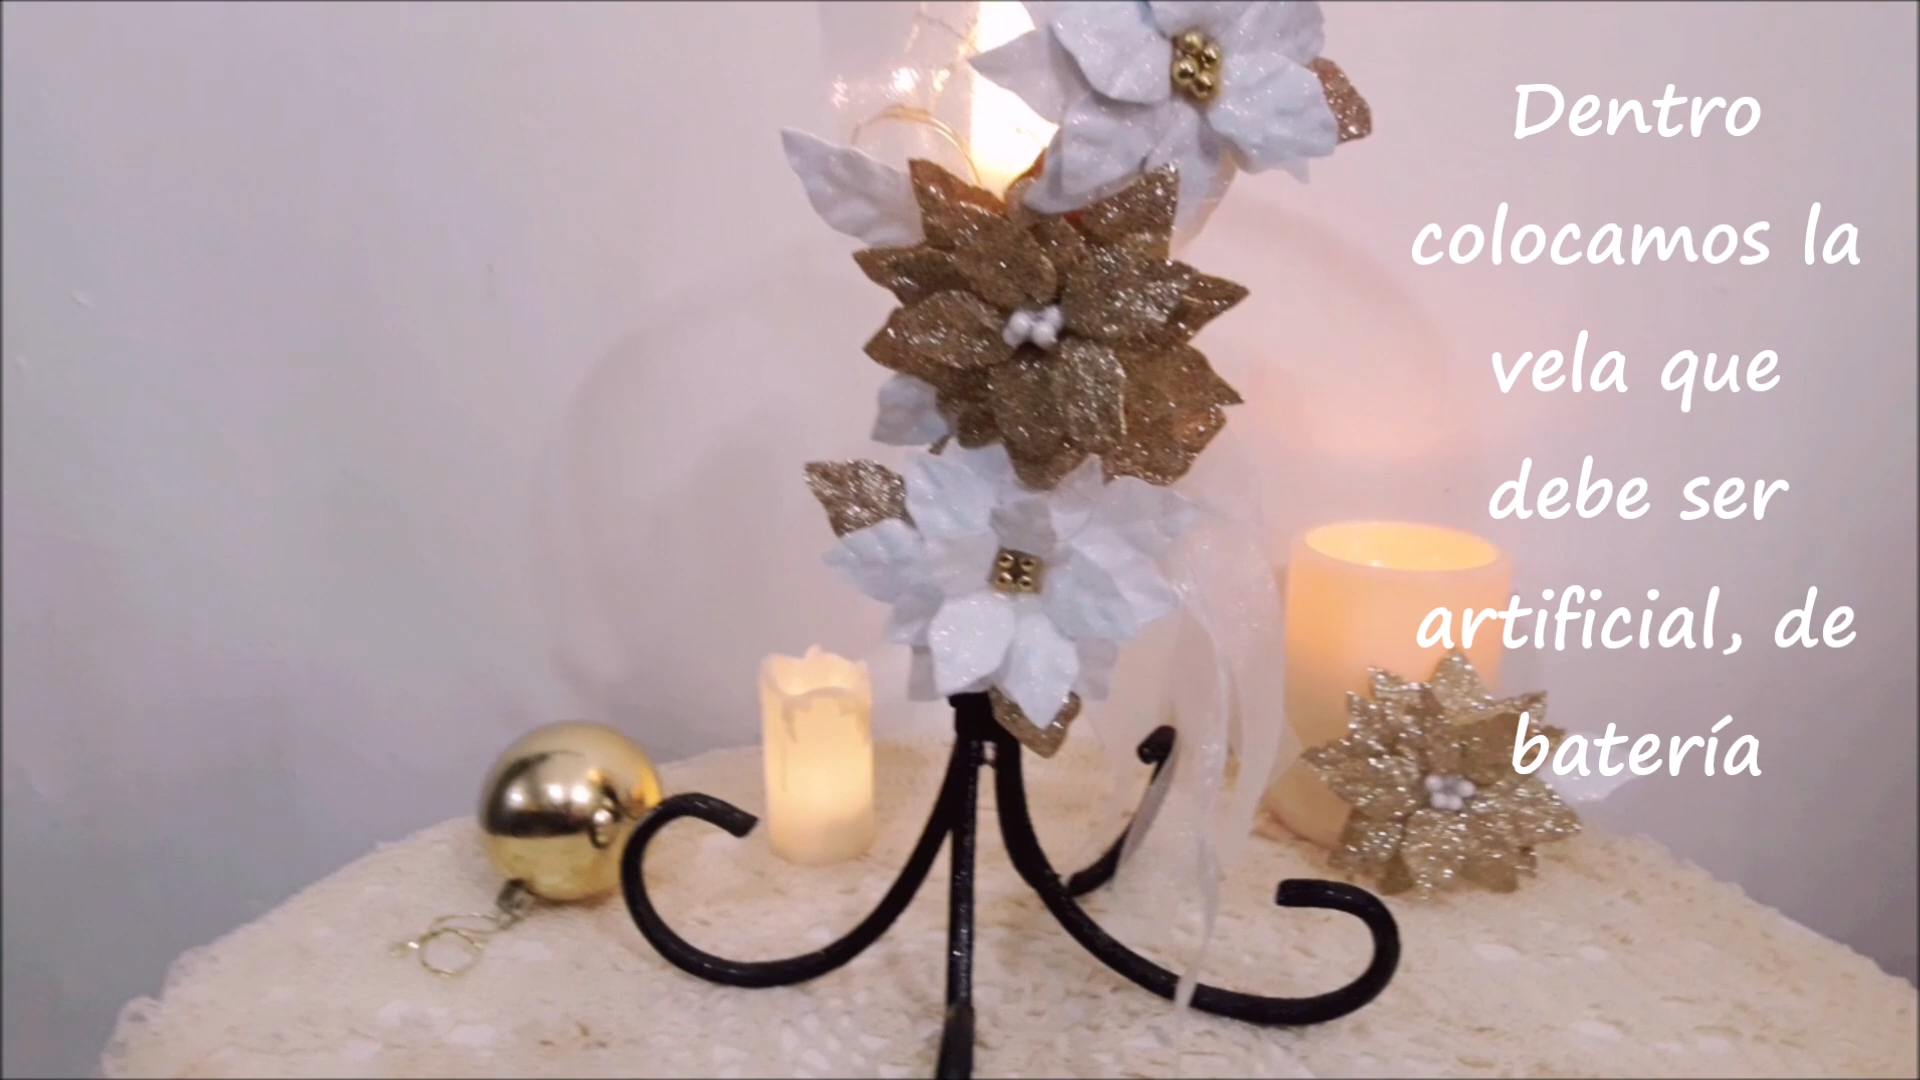 Dentro
colocamos la
vela que
debe ser
artificial, de
batería